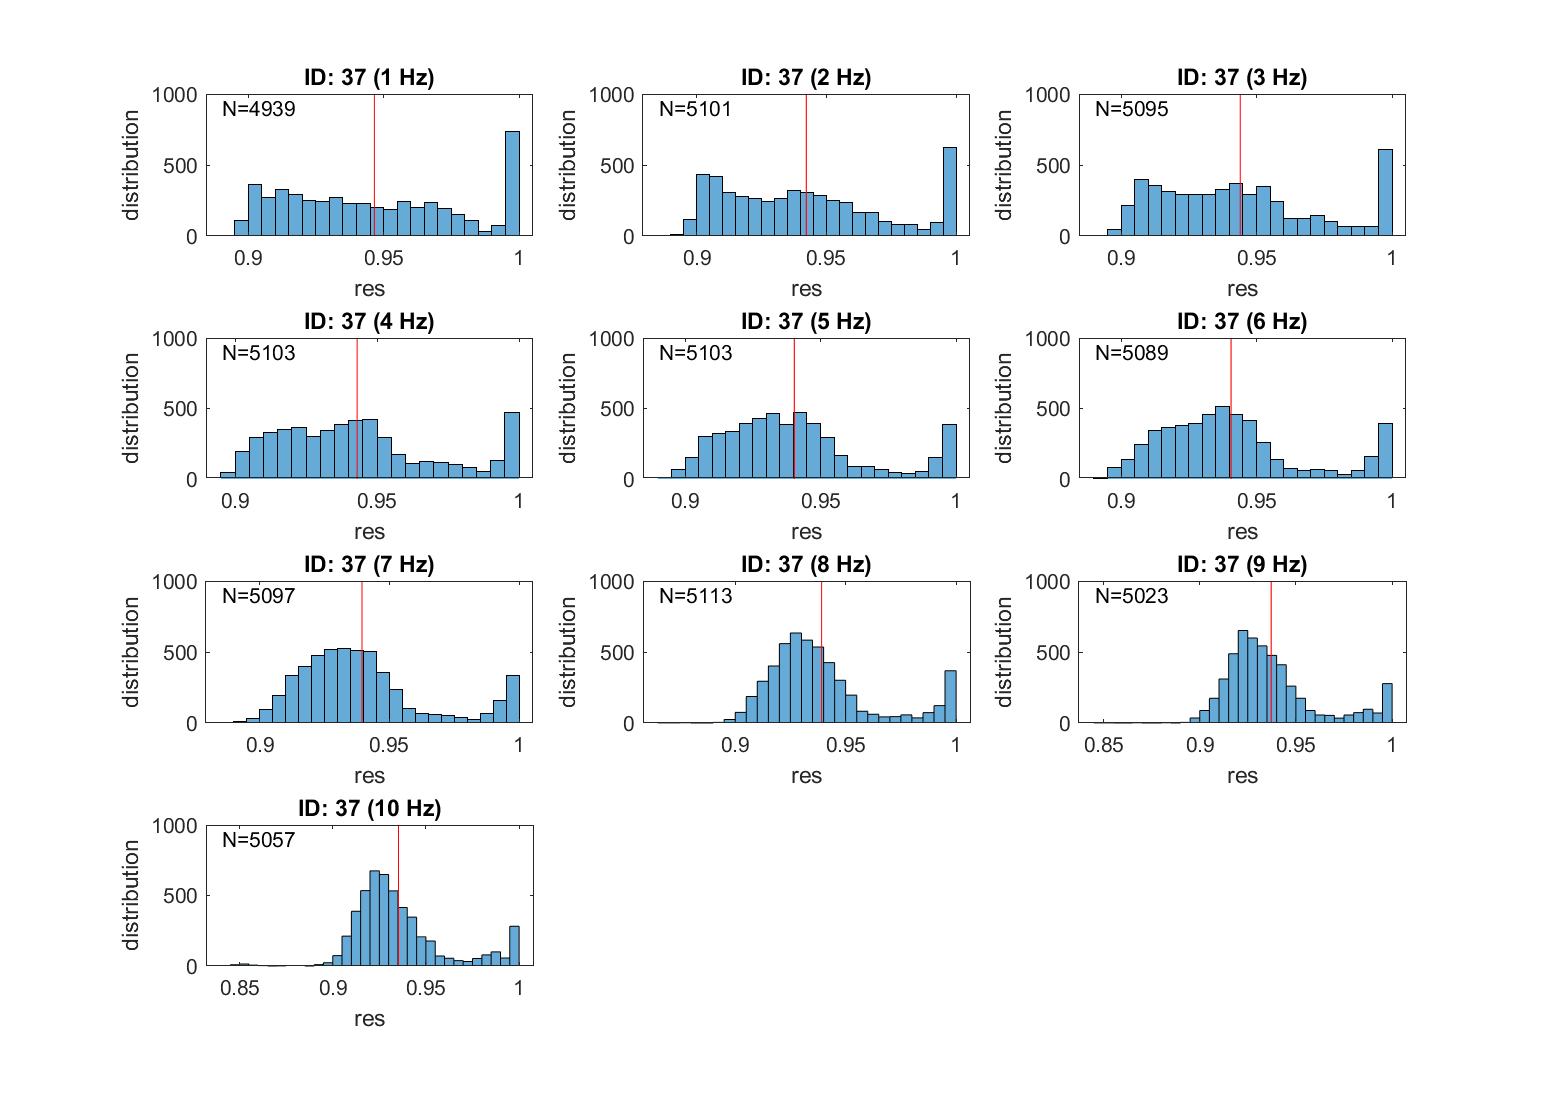 ID: 37 (1 Hz)
N=4939
1000
500
0
distribution
0.9 0.95 1
res
ID: 37 (2 Hz)
N=5101
1000
500
0
distribution
0.9 0.95 1
res
ID: 37 (3 Hz)
N=5095
1000
500
0
distribution
0.9 0.95 1
res
ID: 37 (4 Hz)
N=5103
1000
500
0
distribution
0.9 0.95 1
res
ID: 37 (5 Hz)
N=5103
1000
500
0
distribution
0.9 0.95 1
res
ID: 37 (6 Hz)
N=5089
1000
500
0
distribution
0.9 0.95 1
res
ID: 37 (7 Hz)
N=5097
1000
500
0
distribution
0.9 0.95 1
res
ID: 37 (8 Hz)
N=5113
1000
500
0
distribution
0.9 0.95 1
res
ID: 37 (9 Hz)
N=5023
1000
500
0
distribution
0.85 0.9 0.95 1
res
ID: 37 (10 Hz)
N=5057
1000
500
0
distribution
0.85 0.9 0.95 1
res